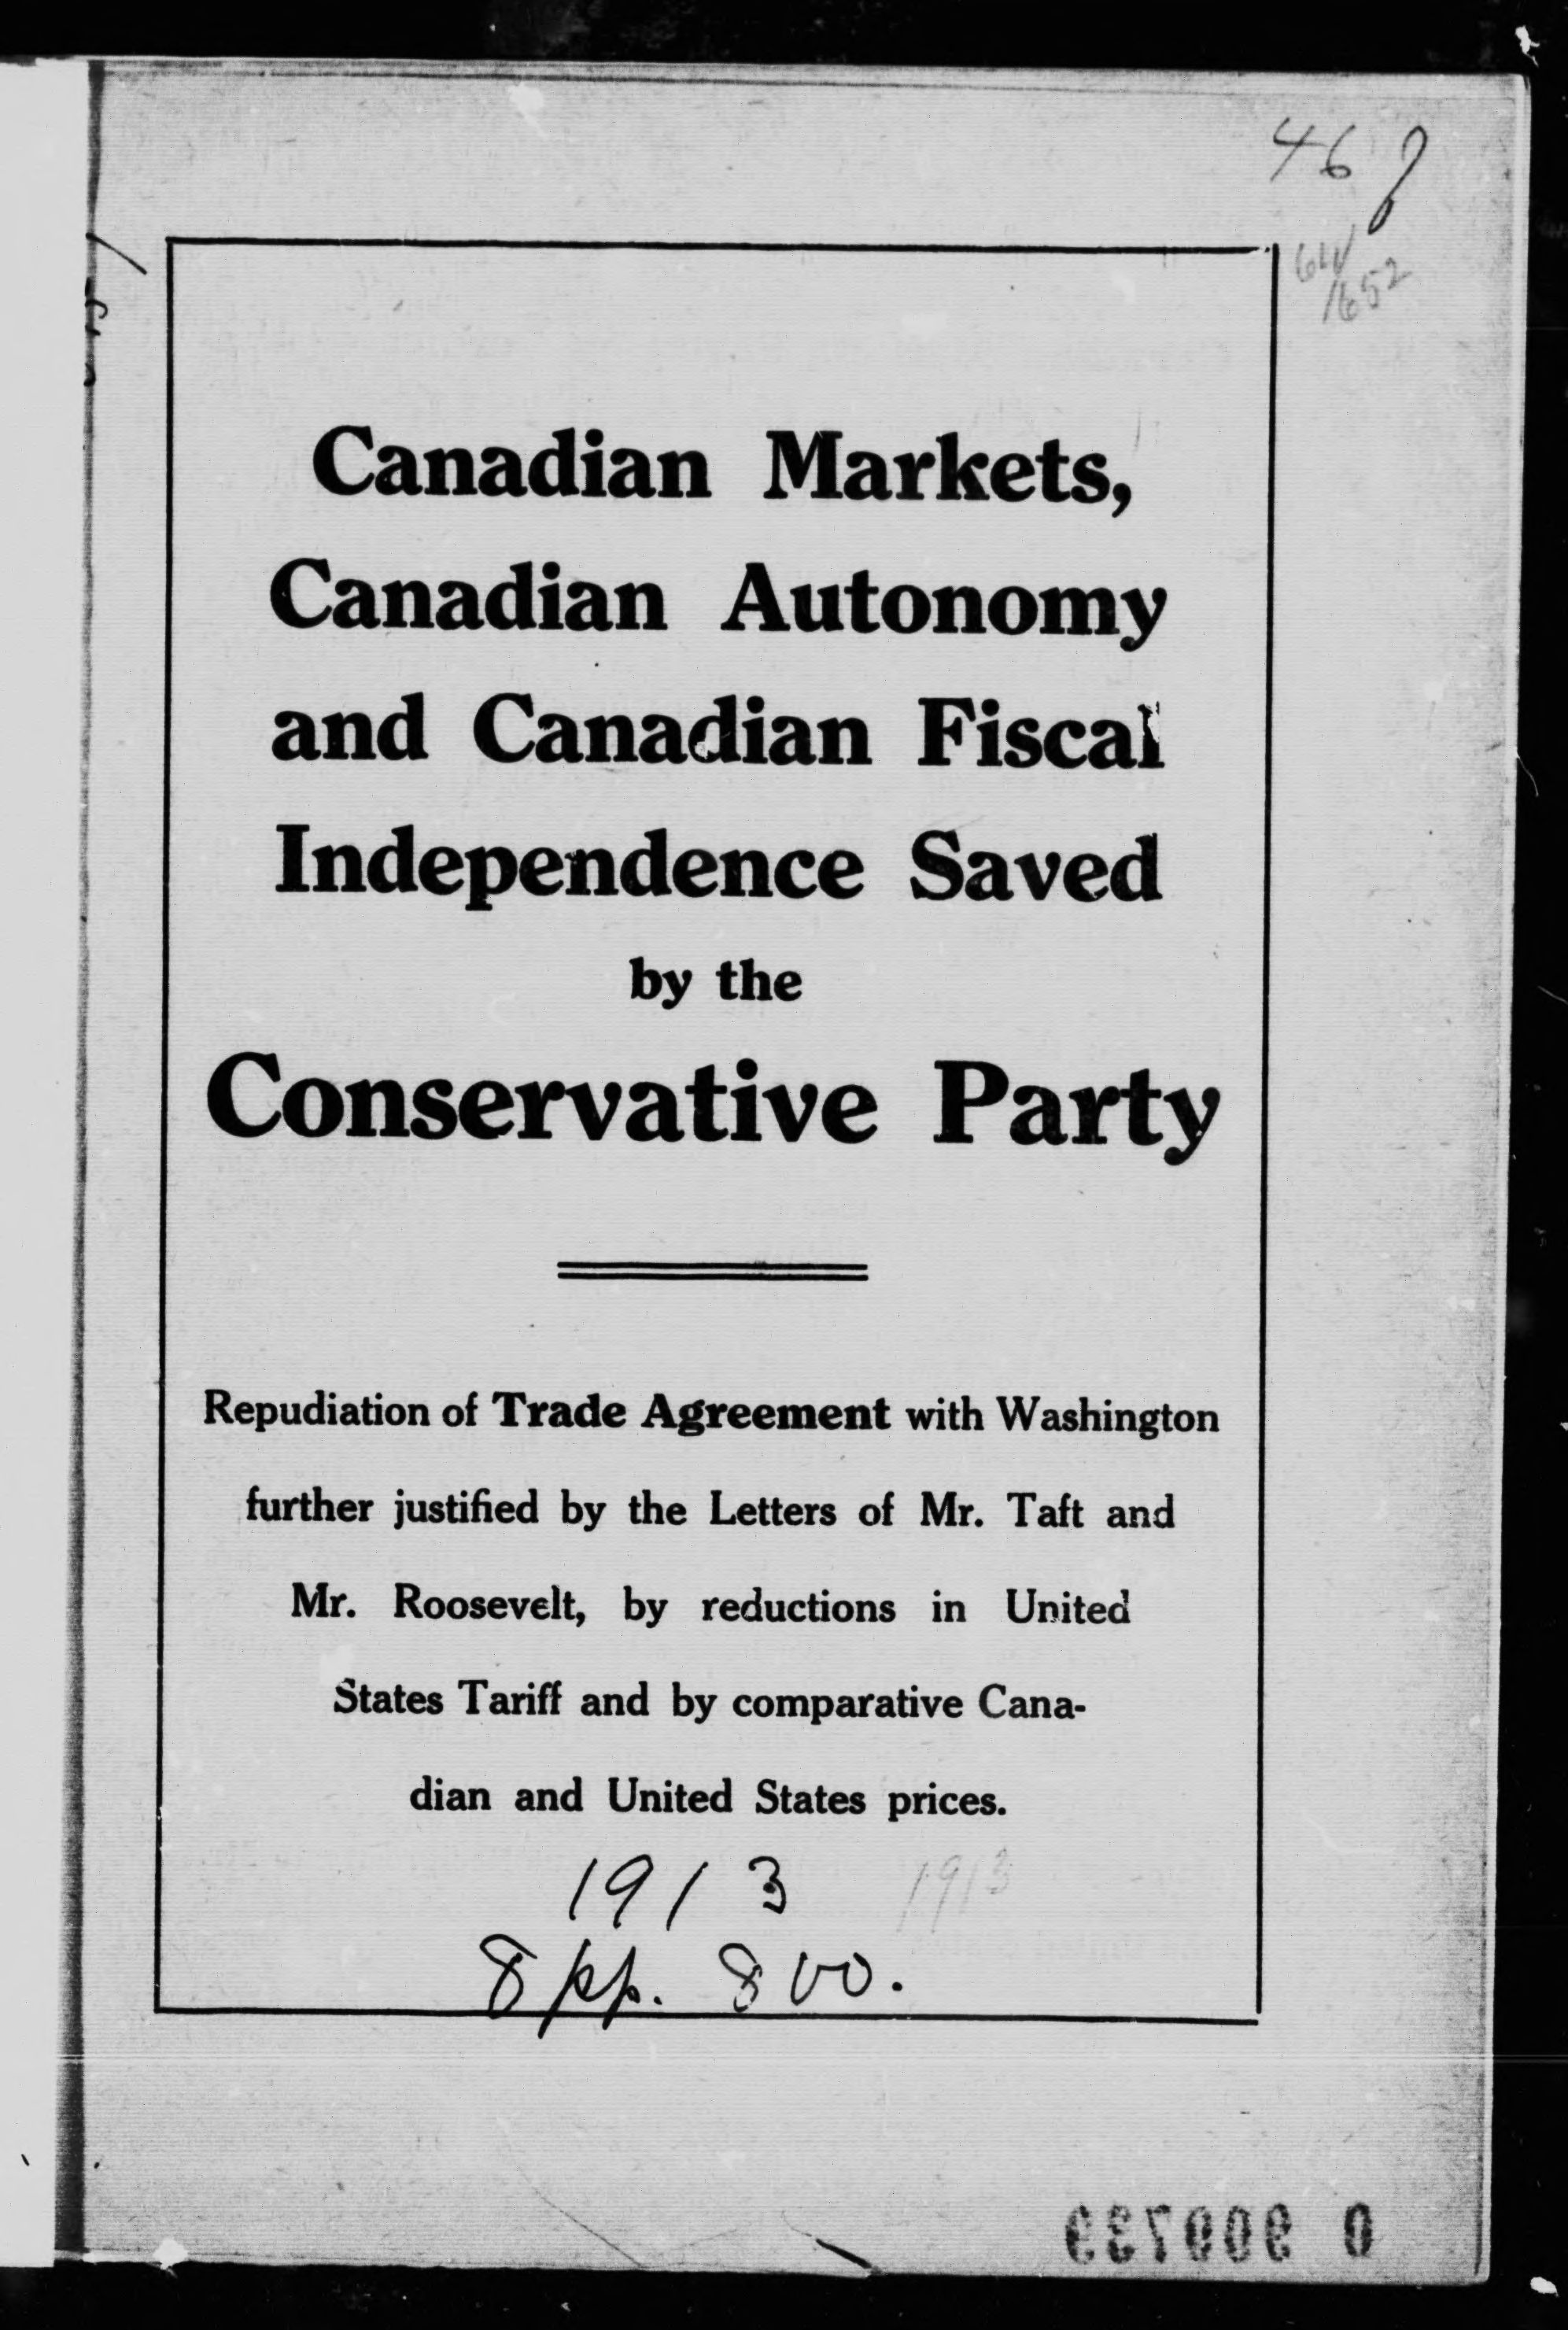 46
652
Canadian Markets,
Canadian Autonomy
and Canadian Fiscal
Independence Saved
by the
Conservative Party
Repudiation of Trade Agreement with Washington
further justified by the Letters of Mr. Taft and
Mr. Roosevelt, by reductions in United
States Tariff and by comparative Cana-
dian and United States prices.
1913 1913
8 pp. 8vo.